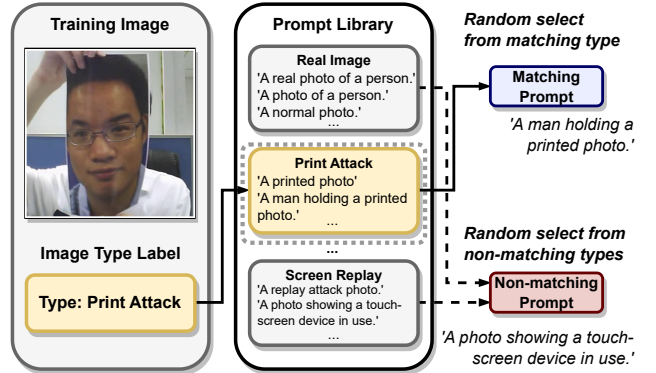 Training Image
Image Type Label
Type: Print Attack
Prompt Library
Real Image
'A real photo of a person.'
'A photo of a person.'
'A normal photo.'
...
Print Attack
'A printed photo'
'A man holding a printed
photo.'
...
...
Screen Replay
'A replay attack photo.'
'A photo showing a touch-
screen device in use.'
...
Random select
from matching type
Matching
Prompt
'A man holding a
printed photo.'
Random select from
non-matching types
Non-matching
Prompt
'A photo showing a touch-
screen device in use.'